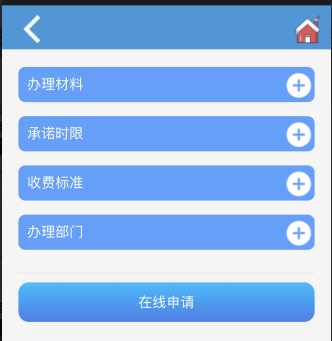 办理材料
承诺时限
收费标准
办理部门
在线申请